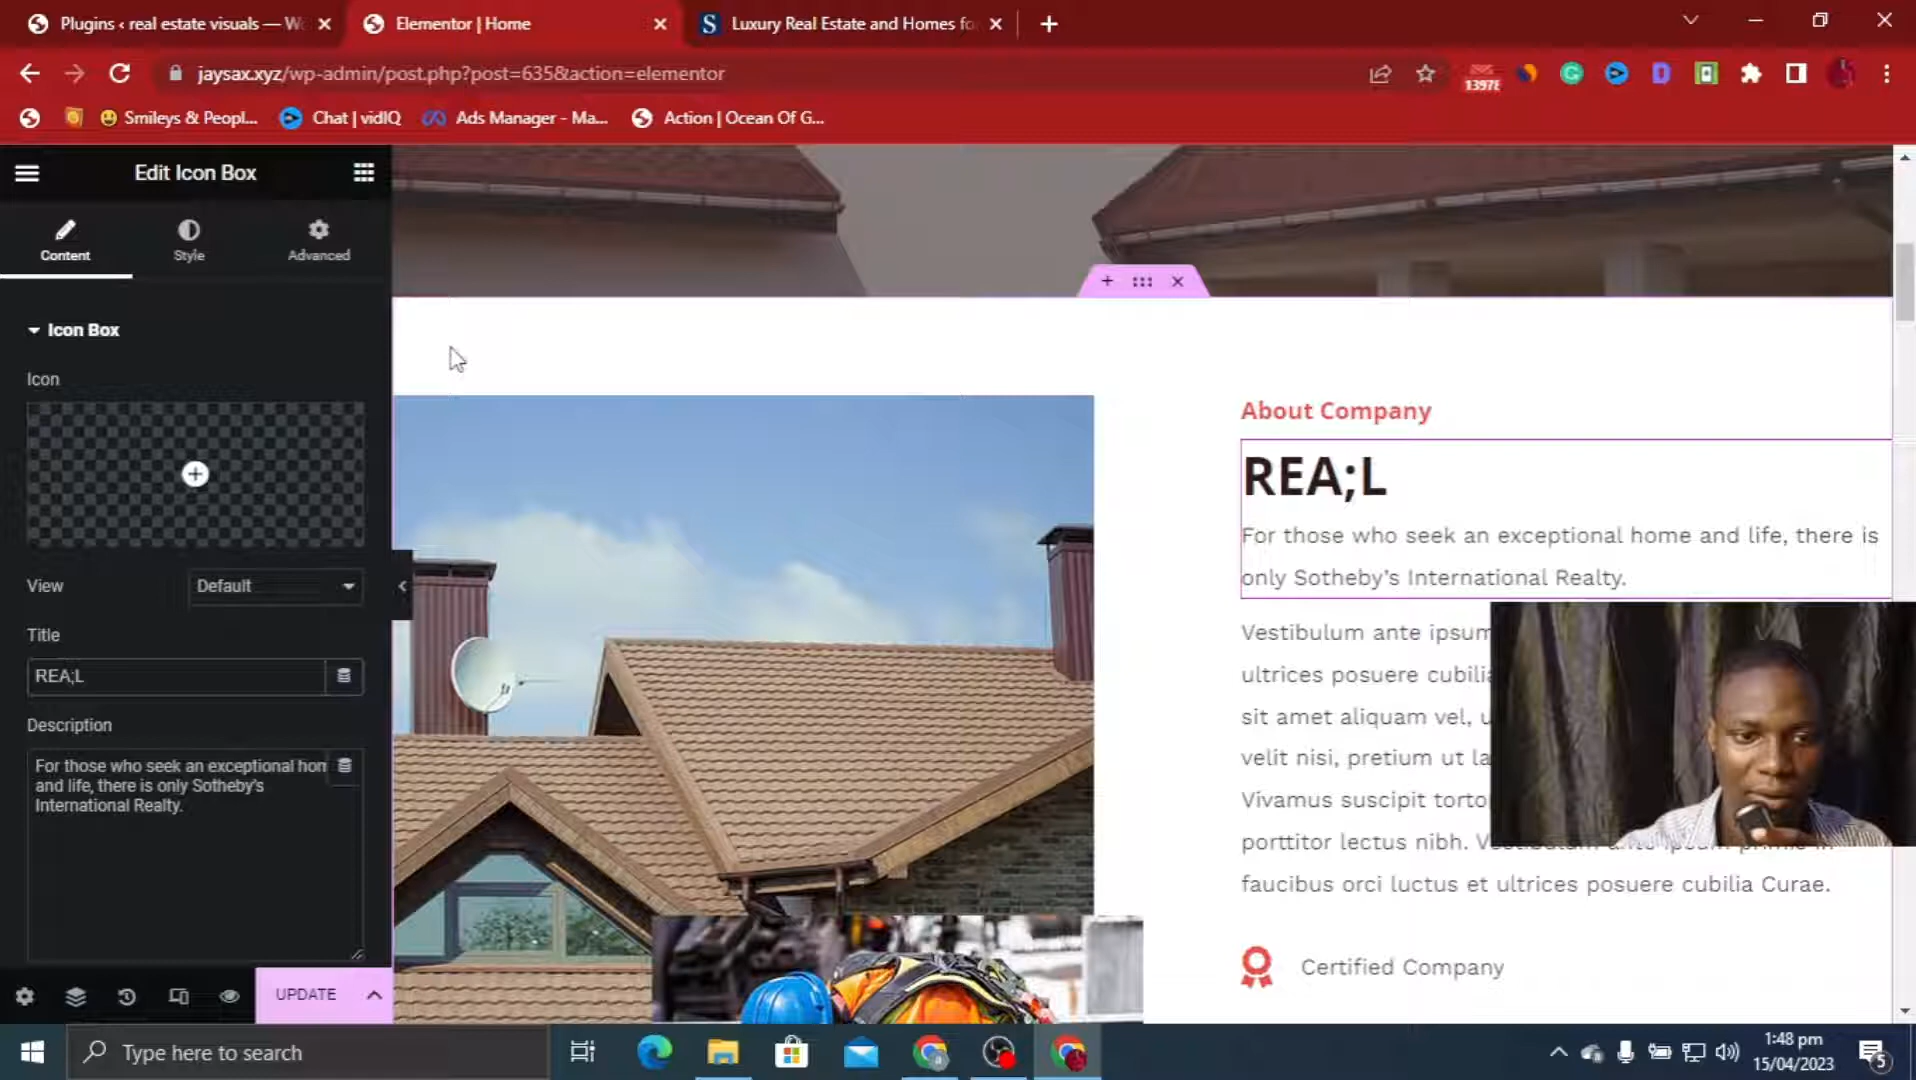 Plugins ‹ real estate visuals — W
Elementor | Home
S
Luxury Real Estate and Homes fo
jaysax.xyz/wp-admin/post.php?post=635&action=elementor
Smileys & Peopl...
Chat | vidIQ
Ads Manager - Ma...
Action | Ocean Of G...
Edit Icon Box
Content
Style
Advanced
Icon Box
Icon
View
Default
Title
REA;L
Description
For those who seek an exceptional hom
and life, there is only Sotheby's
International Realty.
UPDATE
About Company
REA;L
For those who seek an exceptional home and life, there is
only Sotheby's International Realty.
Vestibulum ante ipsum
ultrices posuere cubilia
sit amet aliquam vel, u
velit nisi, pretium ut la
Vivamus suscipit tortor
porttitor lectus nibh.
faucibus orci luctus et ultrices posuere cubilia Curae.
Certified Company
Type here to search
1:48 pm
15/04/2023
5